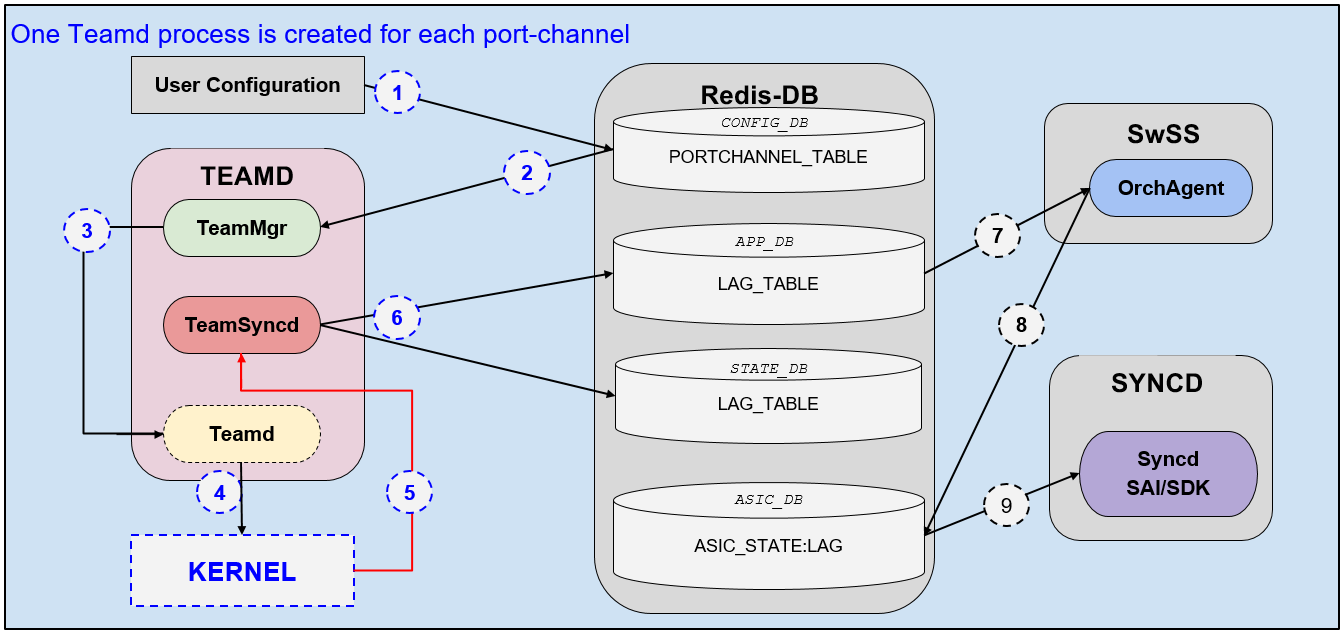 One Teamd process is created for each port-channel
User Configuration
1
Redis-DB
CONFIG_DB
PORTCHANNEL_TABLE
SwSS
OrchAgent
TEAMD
2
TeamMgr
3
APP_DB
LAG_TABLE
7
TeamSyncd
6
8
STATE_DB
LAG_TABLE
SYNCD
Teamd
Syncd
SAI/SDK
4
5
ASIC_DB
ASIC_STATE:LAG
9
KERNEL